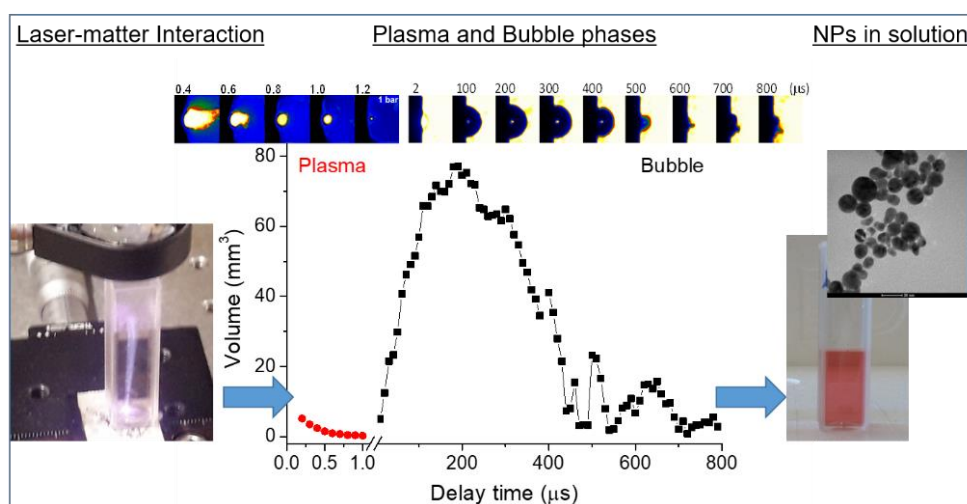 Laser-matter Interaction
Plasma and Bubble phases
NPs in solution
0.4 0.6 0.8 1.0 1.2
1 bar
2 100 200 300 400 500 600 700 800 (µs)
Plasma
Bubble
Volume (mm³)
80
60
40
20
0
0.0 0.5 1.0 200 400 600 800
Delay time (µs)